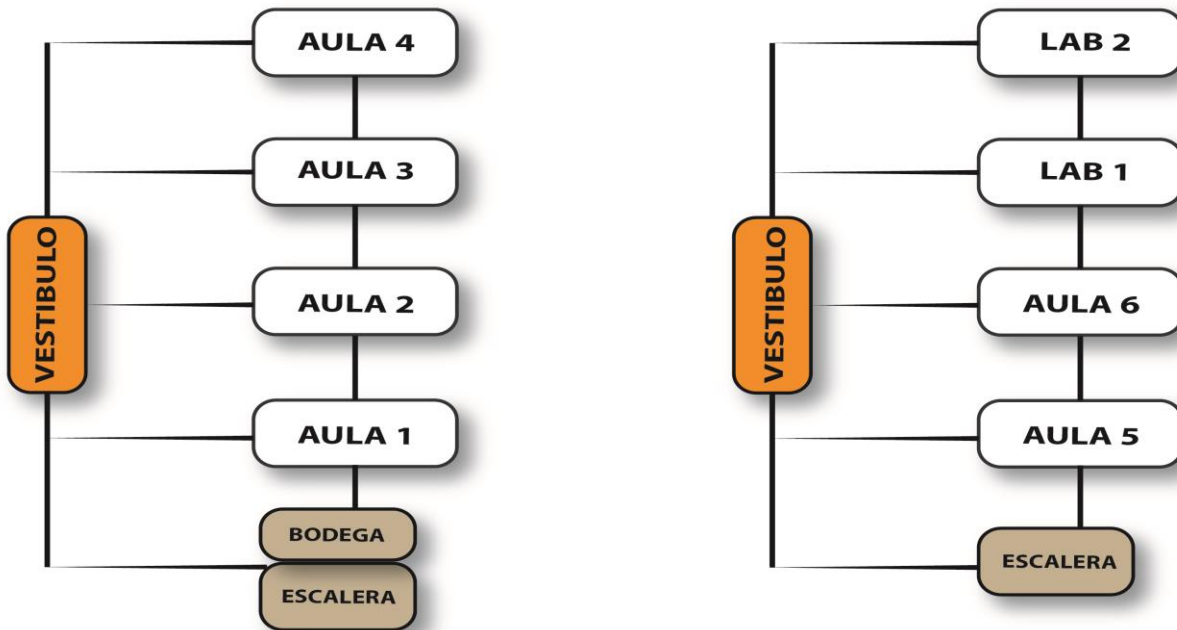 AULA 4
AULA 3
VESTIBULO
AULA 2
AULA 1
BODEGA
ESCALERA
LAB 2
LAB 1
VESTIBULO
AULA 6
AULA 5
ESCALERA